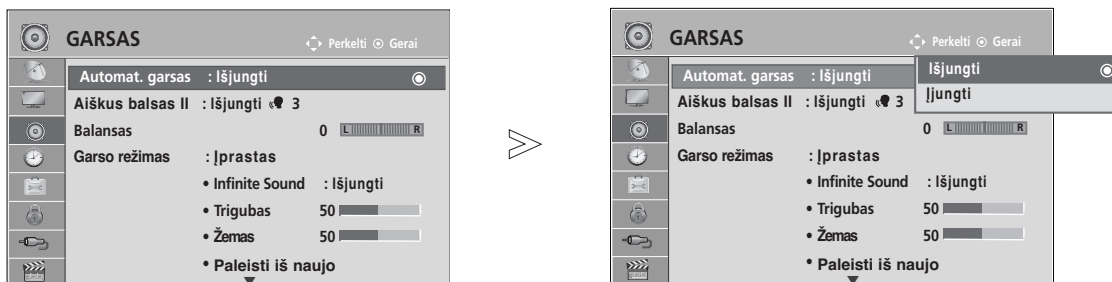 GARSAS
Perkelti Gerai
Automat. garsas : Išjungti
Aiškus balsas II : Išjungti 3
Balansas 0 L R
Garso režimas : Įprastas
• Infinite Sound : Išjungti
• Trigubas 50
• Žemas 50
• Paleisti iš naujo
>
GARSAS
Perkelti Gerai
Automat. garsas : Išjungti
Išjungti
Įjungti
Aiškus balsas II : Išjungti 3
Balansas 0 L R
Garso režimas : Įprastas
• Infinite Sound : Išjungti
• Trigubas 50
• Žemas 50
• Paleisti iš naujo